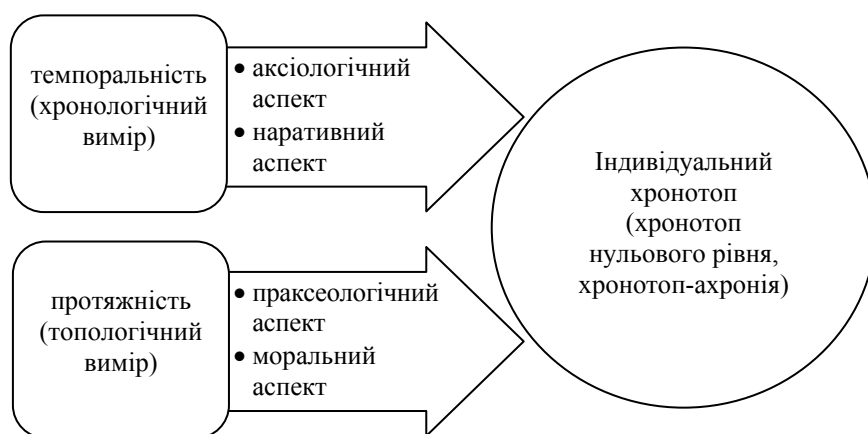 темпоральність
(хронологічний
вимір)
• аксіологічний
аспект
• наративний
аспект
протяжність
(топологічний
вимір)
• праксеологічний
аспект
• моральний
аспект
Індивідуальний
хронотоп
(хронотоп
нульового рівня,
хронотоп-ахронія)